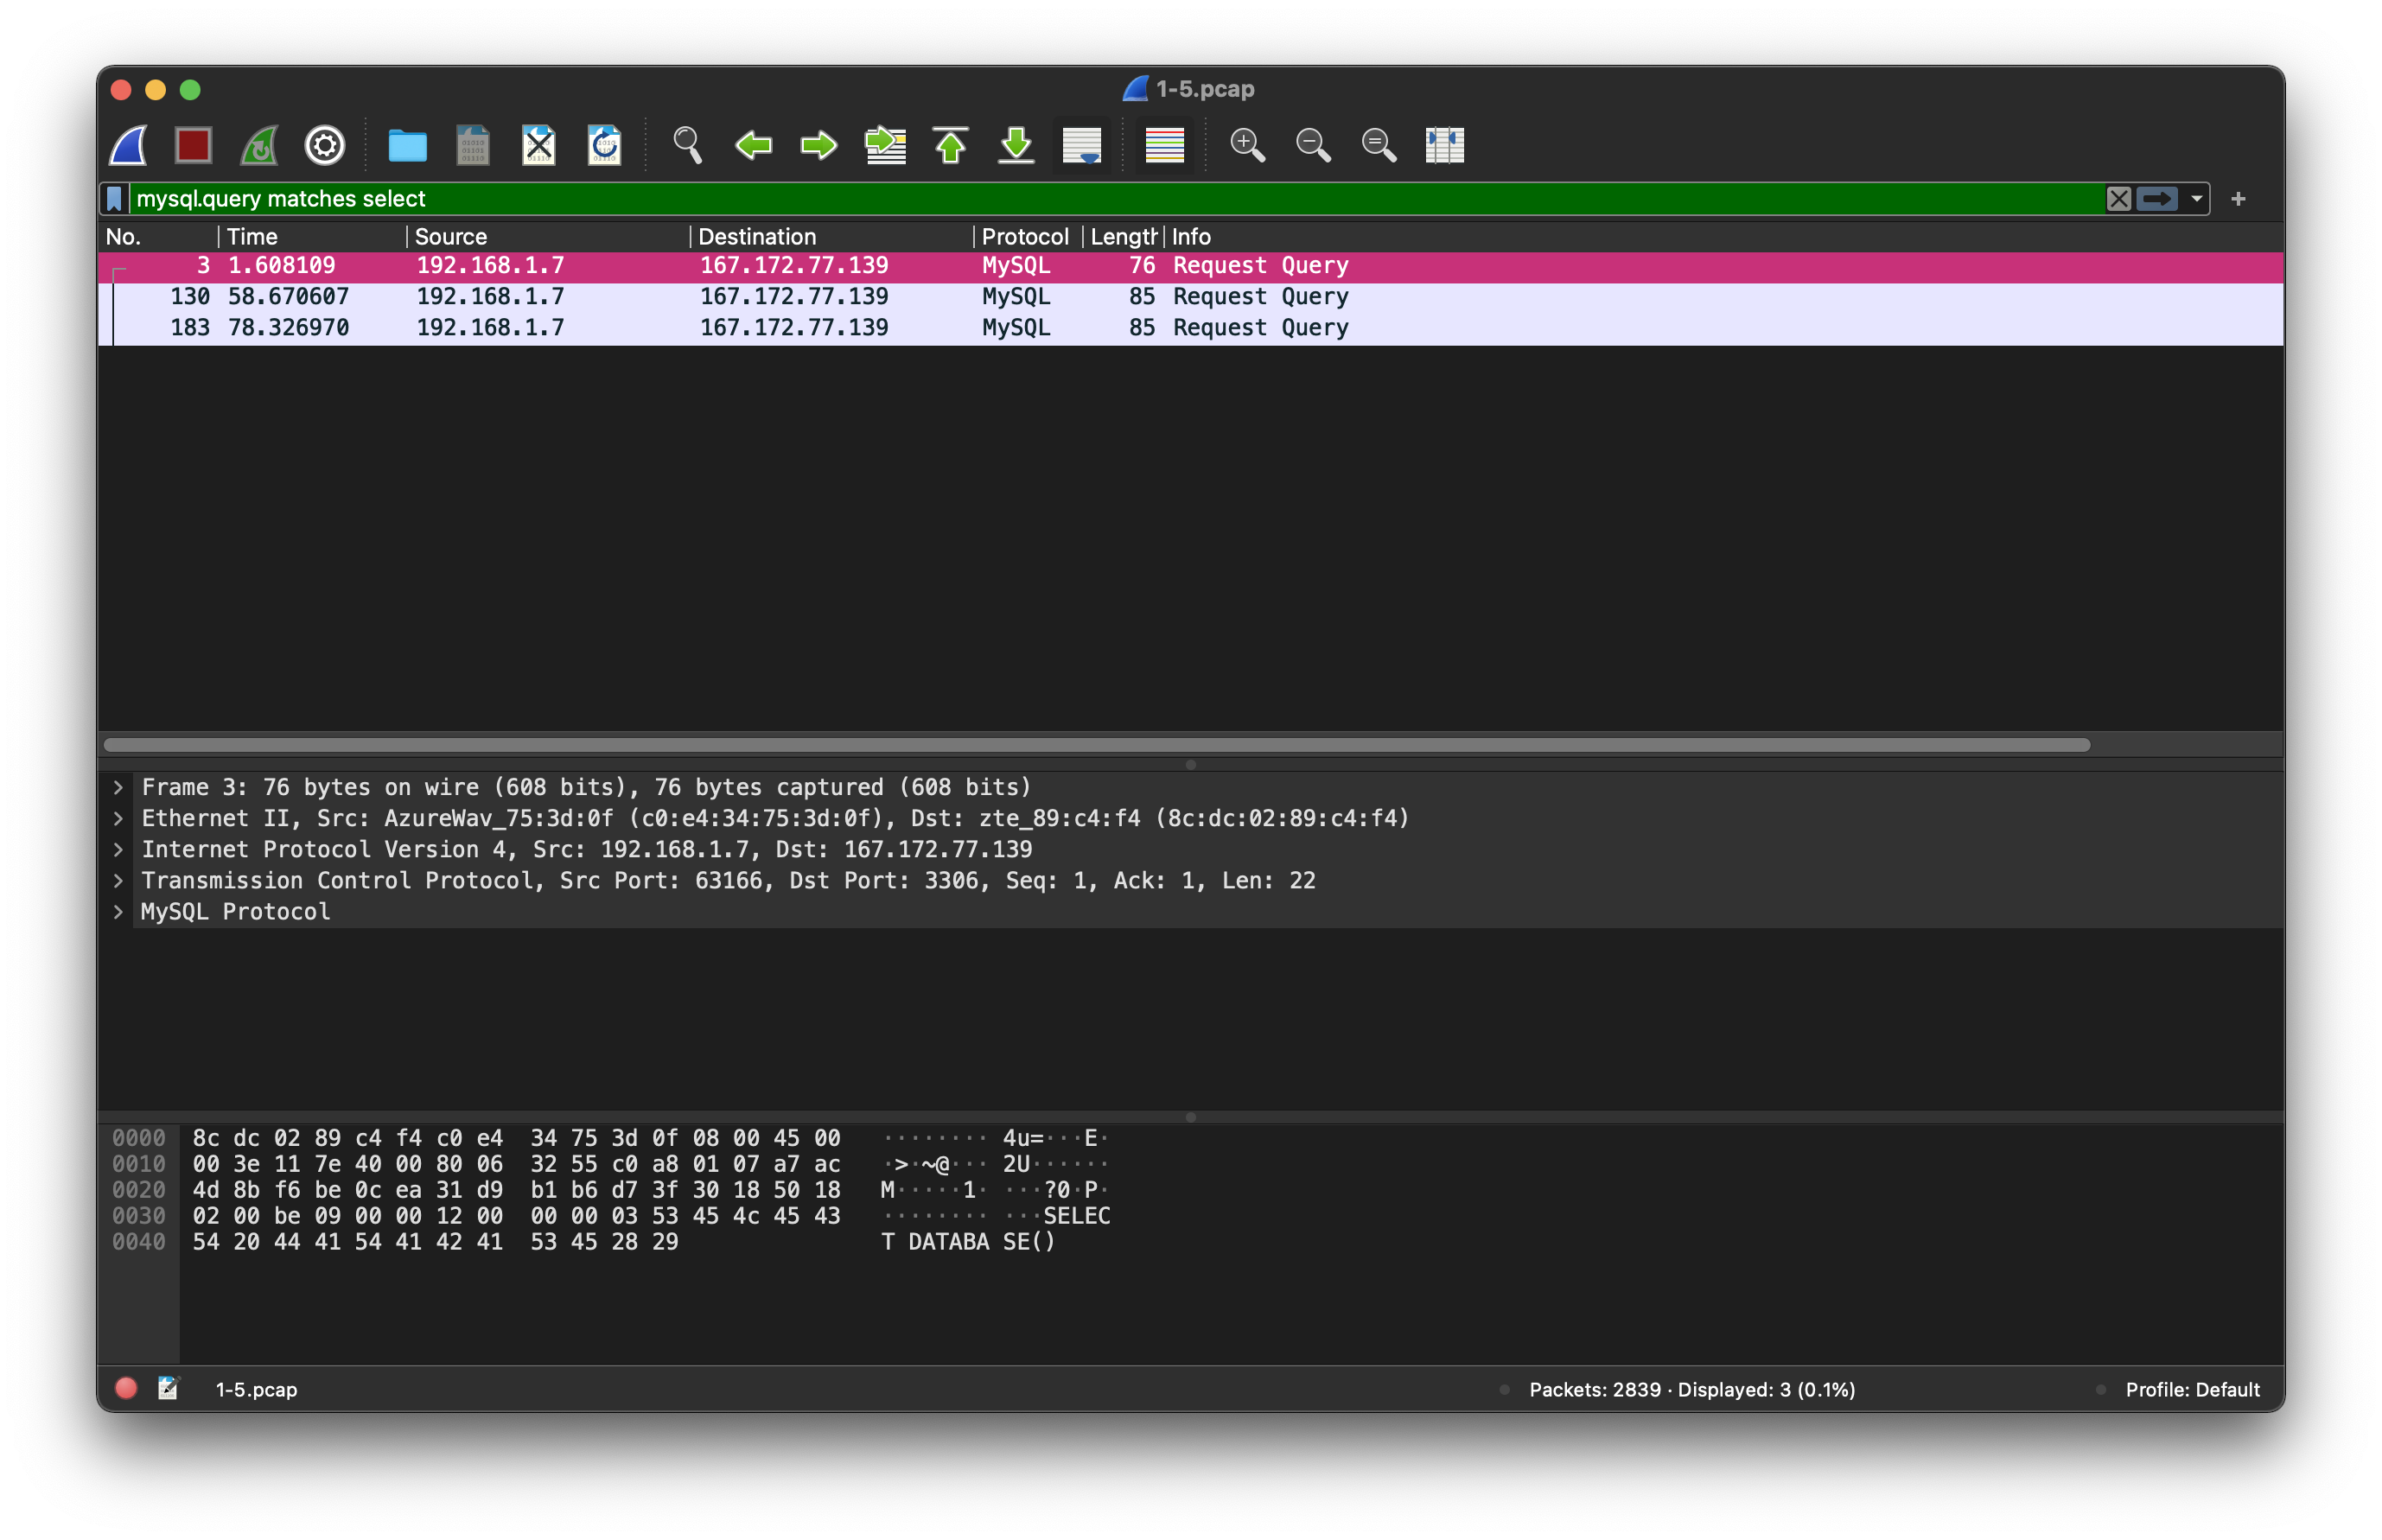 1-5.pcap
mysql.query matches select
No. Time Source Destination Protocol Length Info
3 1.608109 192.168.1.7 167.172.77.139 MySQL 76 Request Query
130 58.670607 192.168.1.7 167.172.77.139 MySQL 85 Request Query
183 78.326970 192.168.1.7 167.172.77.139 MySQL 85 Request Query
Frame 3: 76 bytes on wire (608 bits), 76 bytes captured (608 bits)
Ethernet II, Src: AzureWav_75:3d:0f (c0:e4:34:75:3d:0f), Dst: zte_89:c4:f4 (8c:dc:02:89:c4:f4)
Internet Protocol Version 4, Src: 192.168.1.7, Dst: 167.172.77.139
Transmission Control Protocol, Src Port: 63166, Dst Port: 3306, Seq: 1, Ack: 1, Len: 22
MySQL Protocol
0000 8c dc 02 89 c4 f4 c0 e4 34 75 3d 0f 08 00 45 00 ········ 4u=···E·
0010 00 3e 11 7e 40 00 80 06 32 55 c0 a8 01 07 a7 ac ·>·~@··· 2U······
0020 4d 8b f6 be 0c ea 31 d9 b1 b6 d7 3f 30 18 50 18 M·····1· ···?0·P·
0030 02 00 be 09 00 00 12 00 00 00 03 53 45 4c 45 43 ········ ···SELEC
0040 54 20 44 41 54 41 42 41 53 45 28 29 T DATABA SE()
1-5.pcap Packets: 2839 · Displayed: 3 (0.1%) Profile: Default